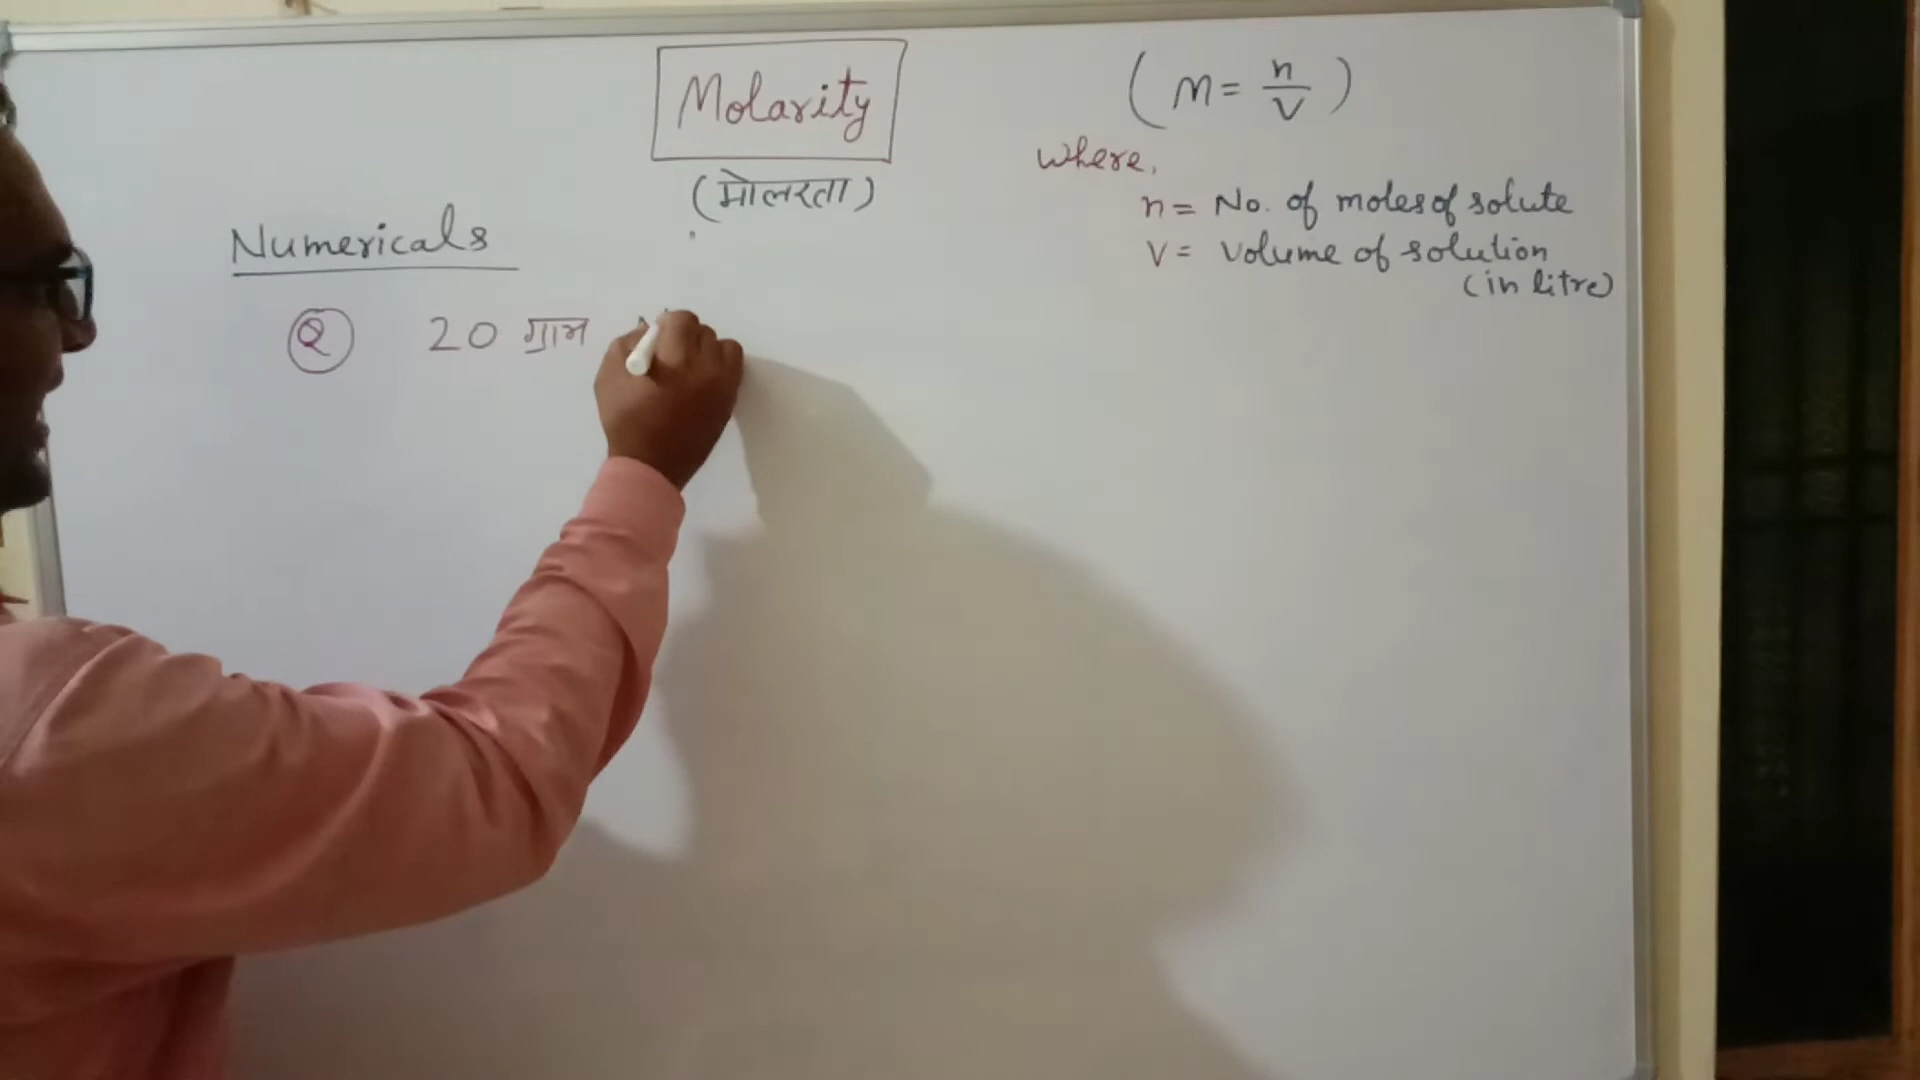 Molarity
(मोलरता)
( M = n/V )
where,
n = No. of moles of solute
V = Volume of solution
(in litre)
Numericals
Q 20 ग्राम